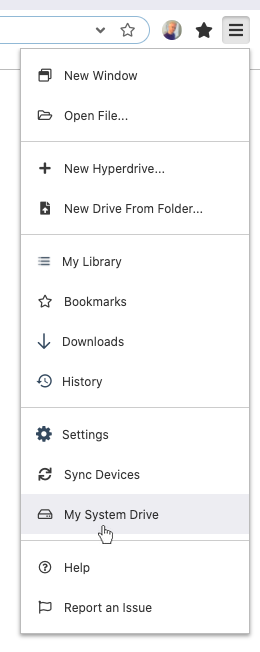 New Window
Open File...
New Hyperdrive...
New Drive From Folder...
My Library
Bookmarks
Downloads
History
Settings
Sync Devices
My System Drive
Help
Report an Issue